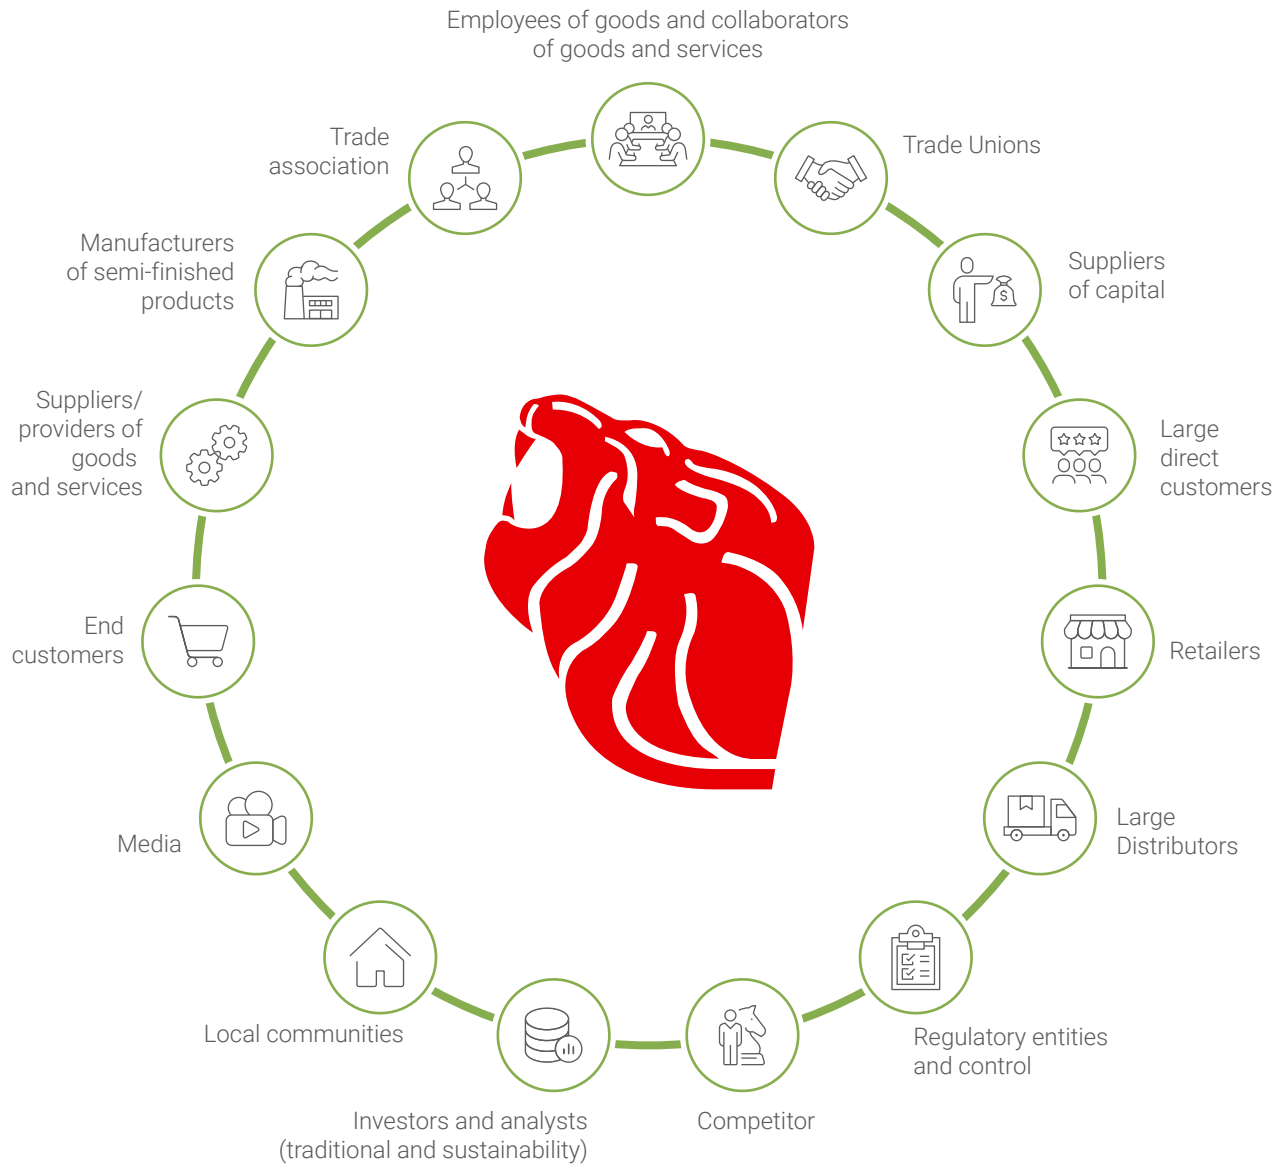 Employees of goods and collaborators
of goods and services
Trade Unions
Suppliers
of capital
Large
direct
customers
Retailers
Large
Distributors
Regulatory entities
and control
Competitor
Investors and analysts
(traditional and sustainability)
Local communities
Media
End
customers
Suppliers/
providers of
goods
and services
Manufacturers
of semi-finished
products
Trade
association
$